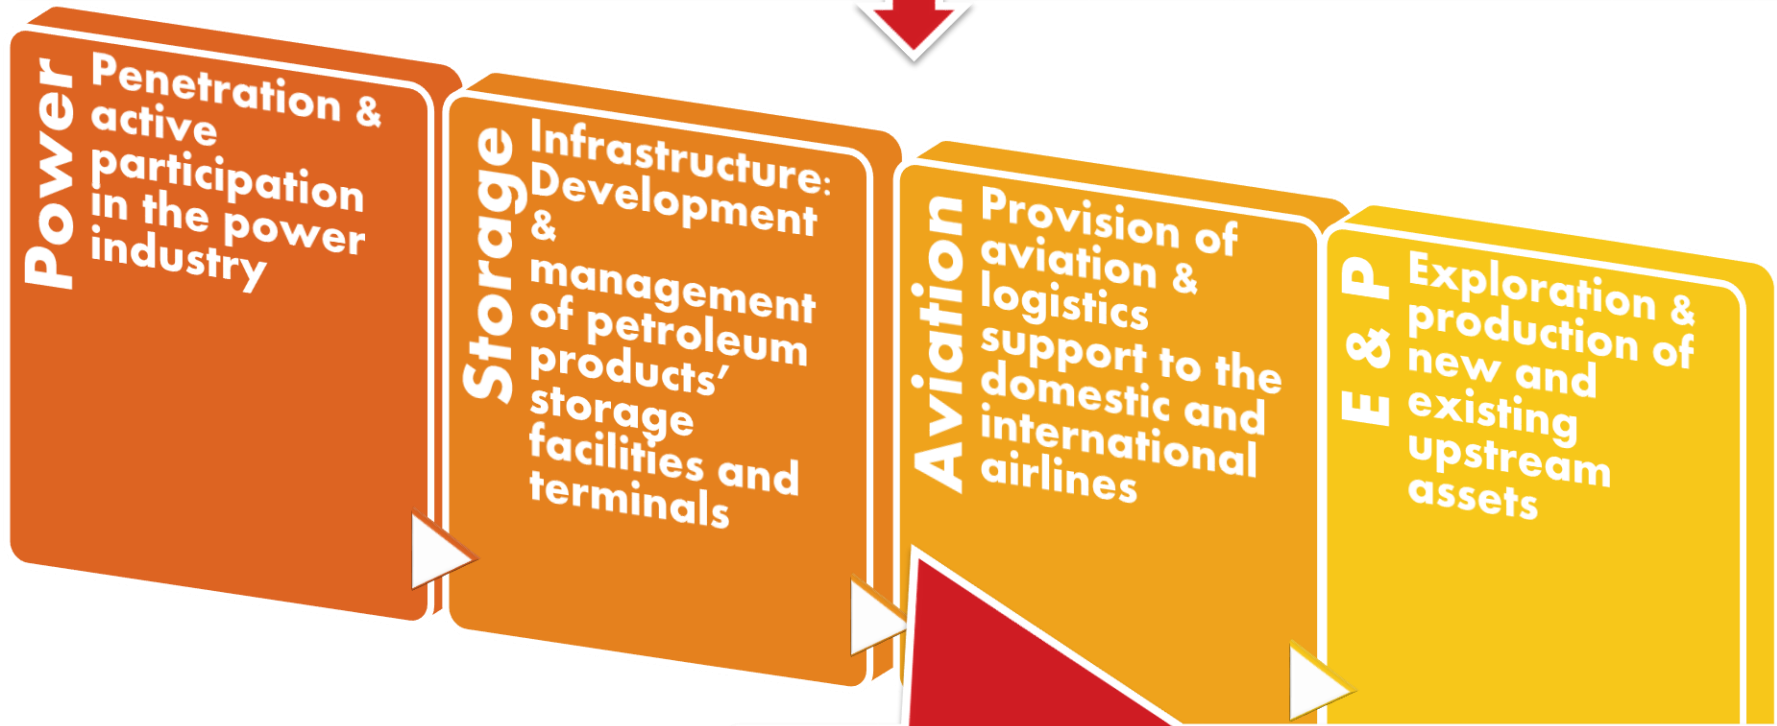 Power
Penetration &
active
participation
in the power
industry
Storage
Infrastructure:
Development
&
management
of petroleum
products’
storage
facilities and
terminals
Aviation
Provision of
aviation &
logistics
support to the
domestic and
international
airlines
E & P
Exploration &
production of
new and
existing
upstream
assets